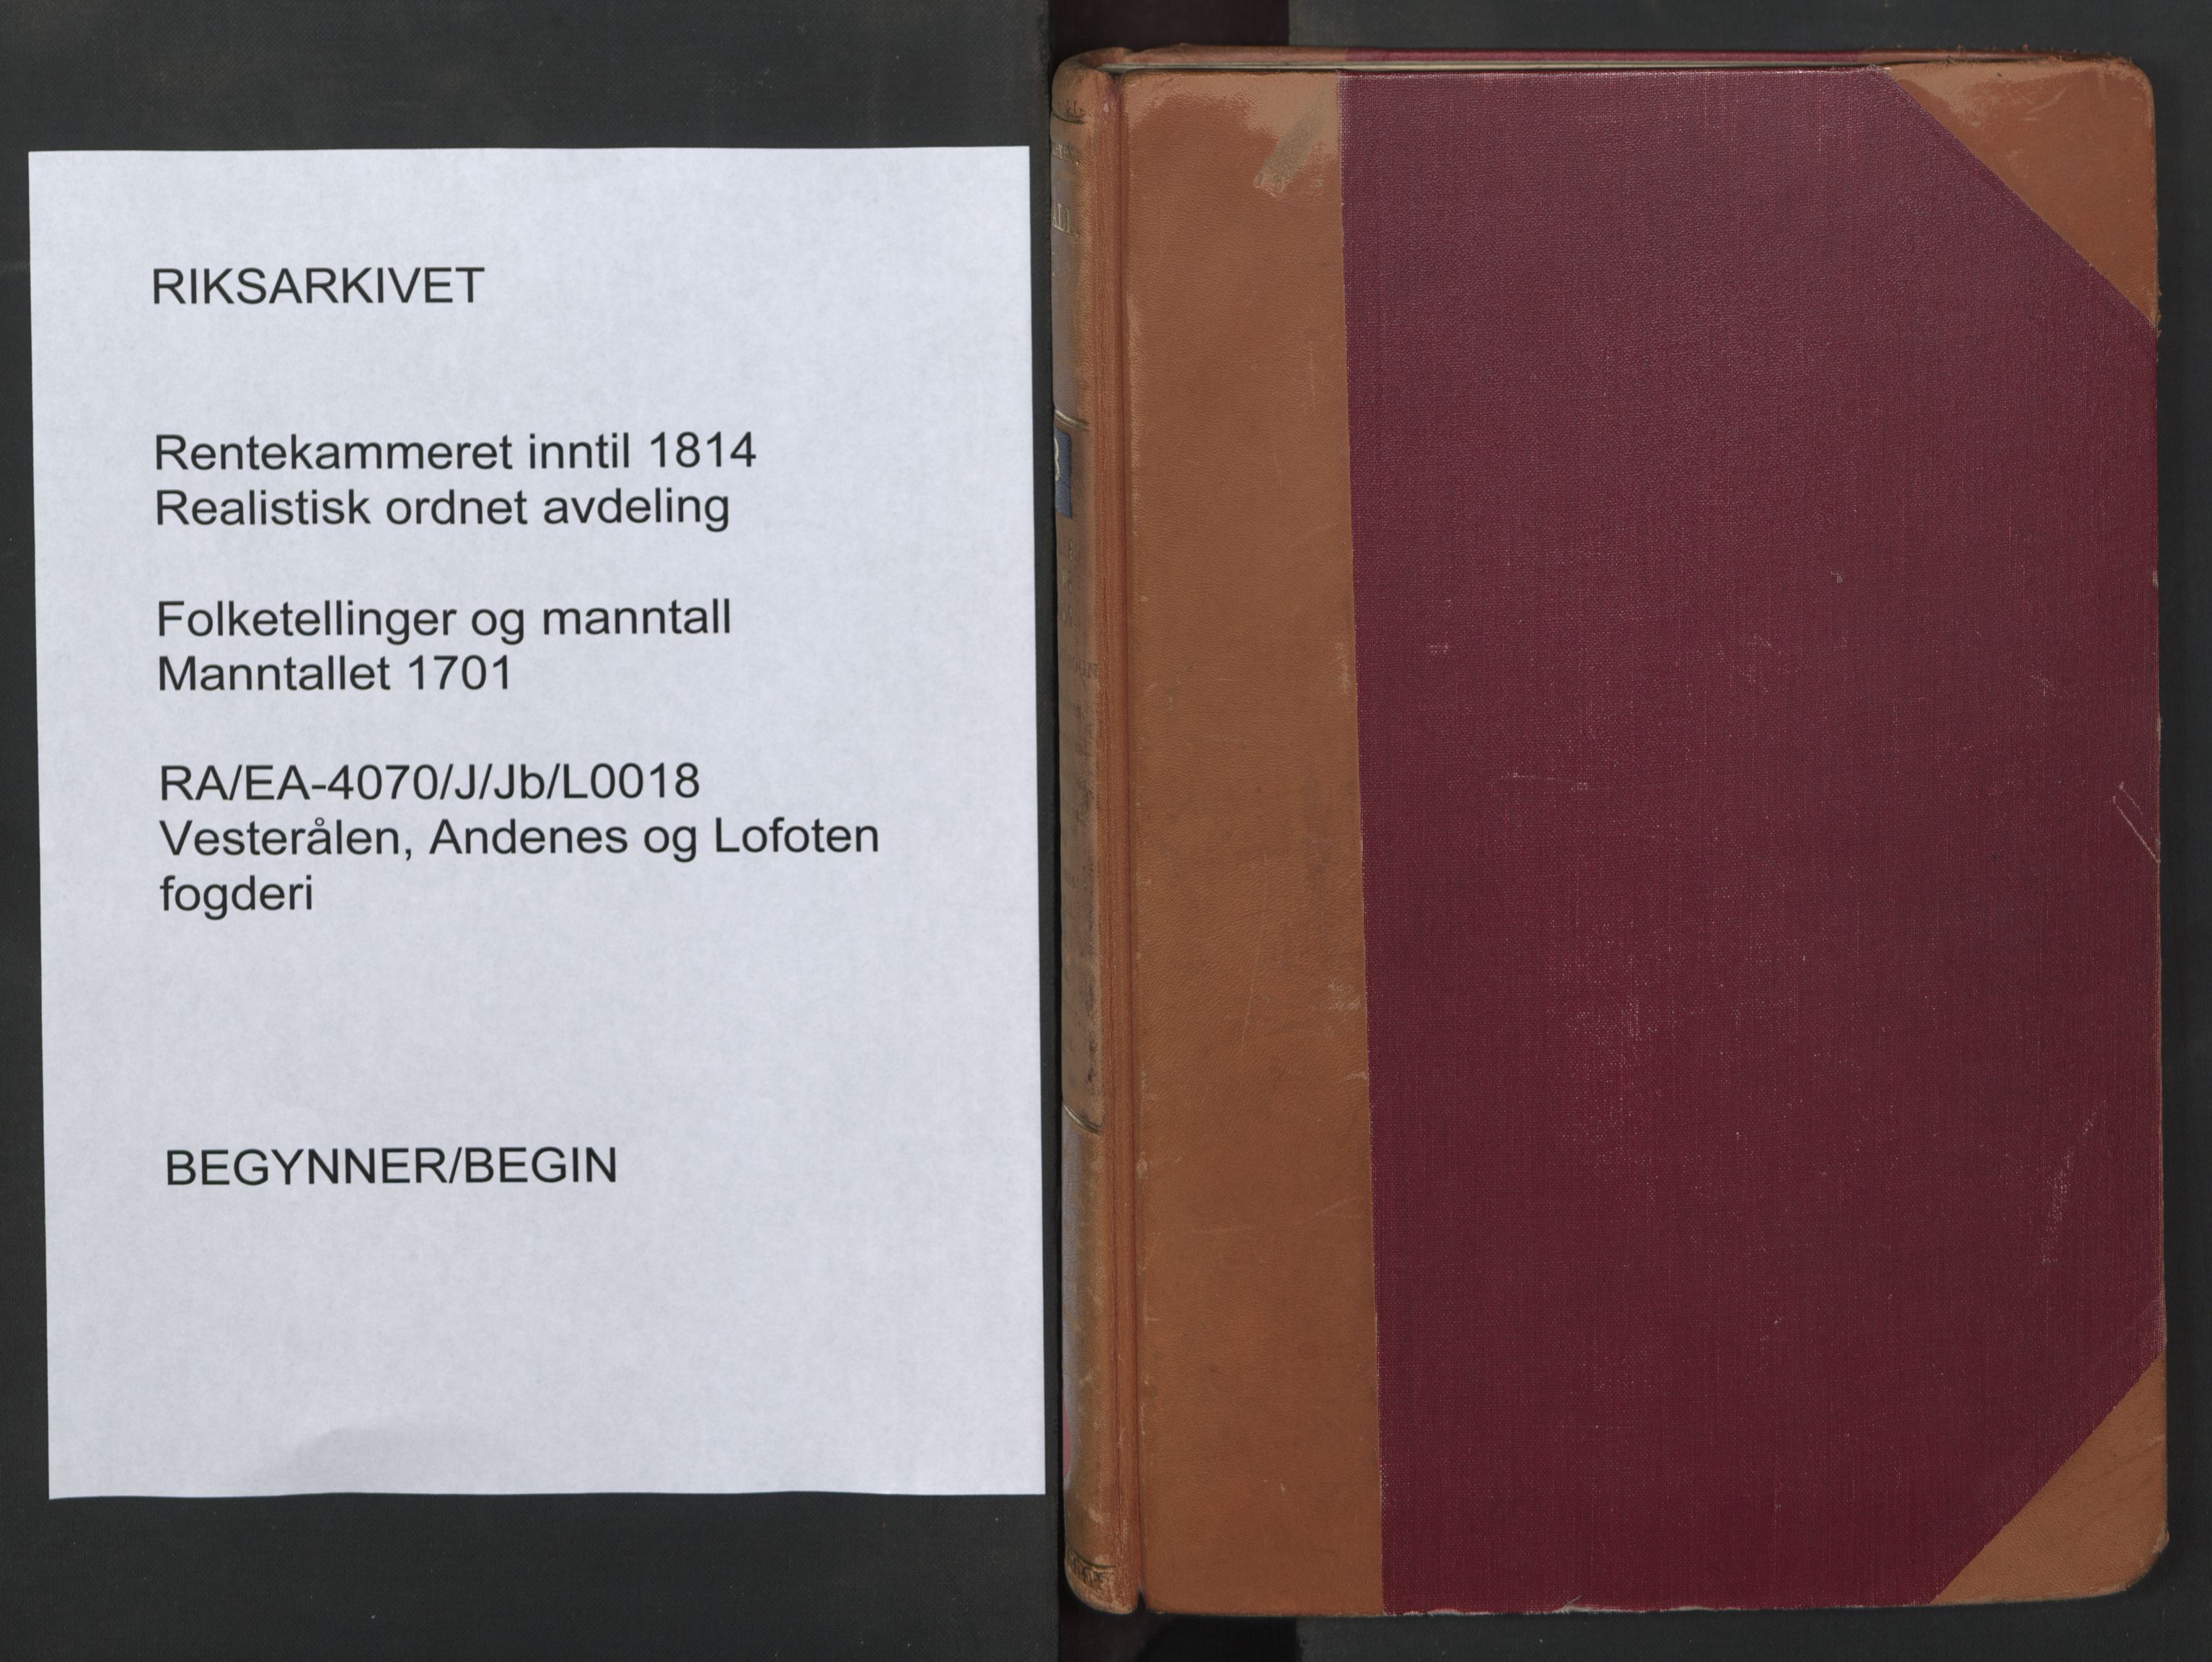 RIKSARKIVET
Rentekammeret inntil 1814
Realistisk ordnet avdeling
Folketellinger og manntall
Manntallet 1701
RA/EA-4070/J/Jb/L0018
Vesterålen, Andenes og Lofoten
fogderi
BEGYNNER/BEGIN